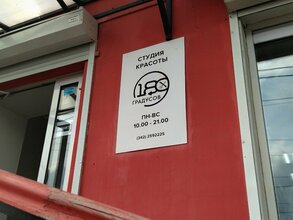 СТУДИЯ
КРАСОТЫ
180
ГРАДУСОВ
ПН-ВС
10.00 - 21.00
(342) 2592225